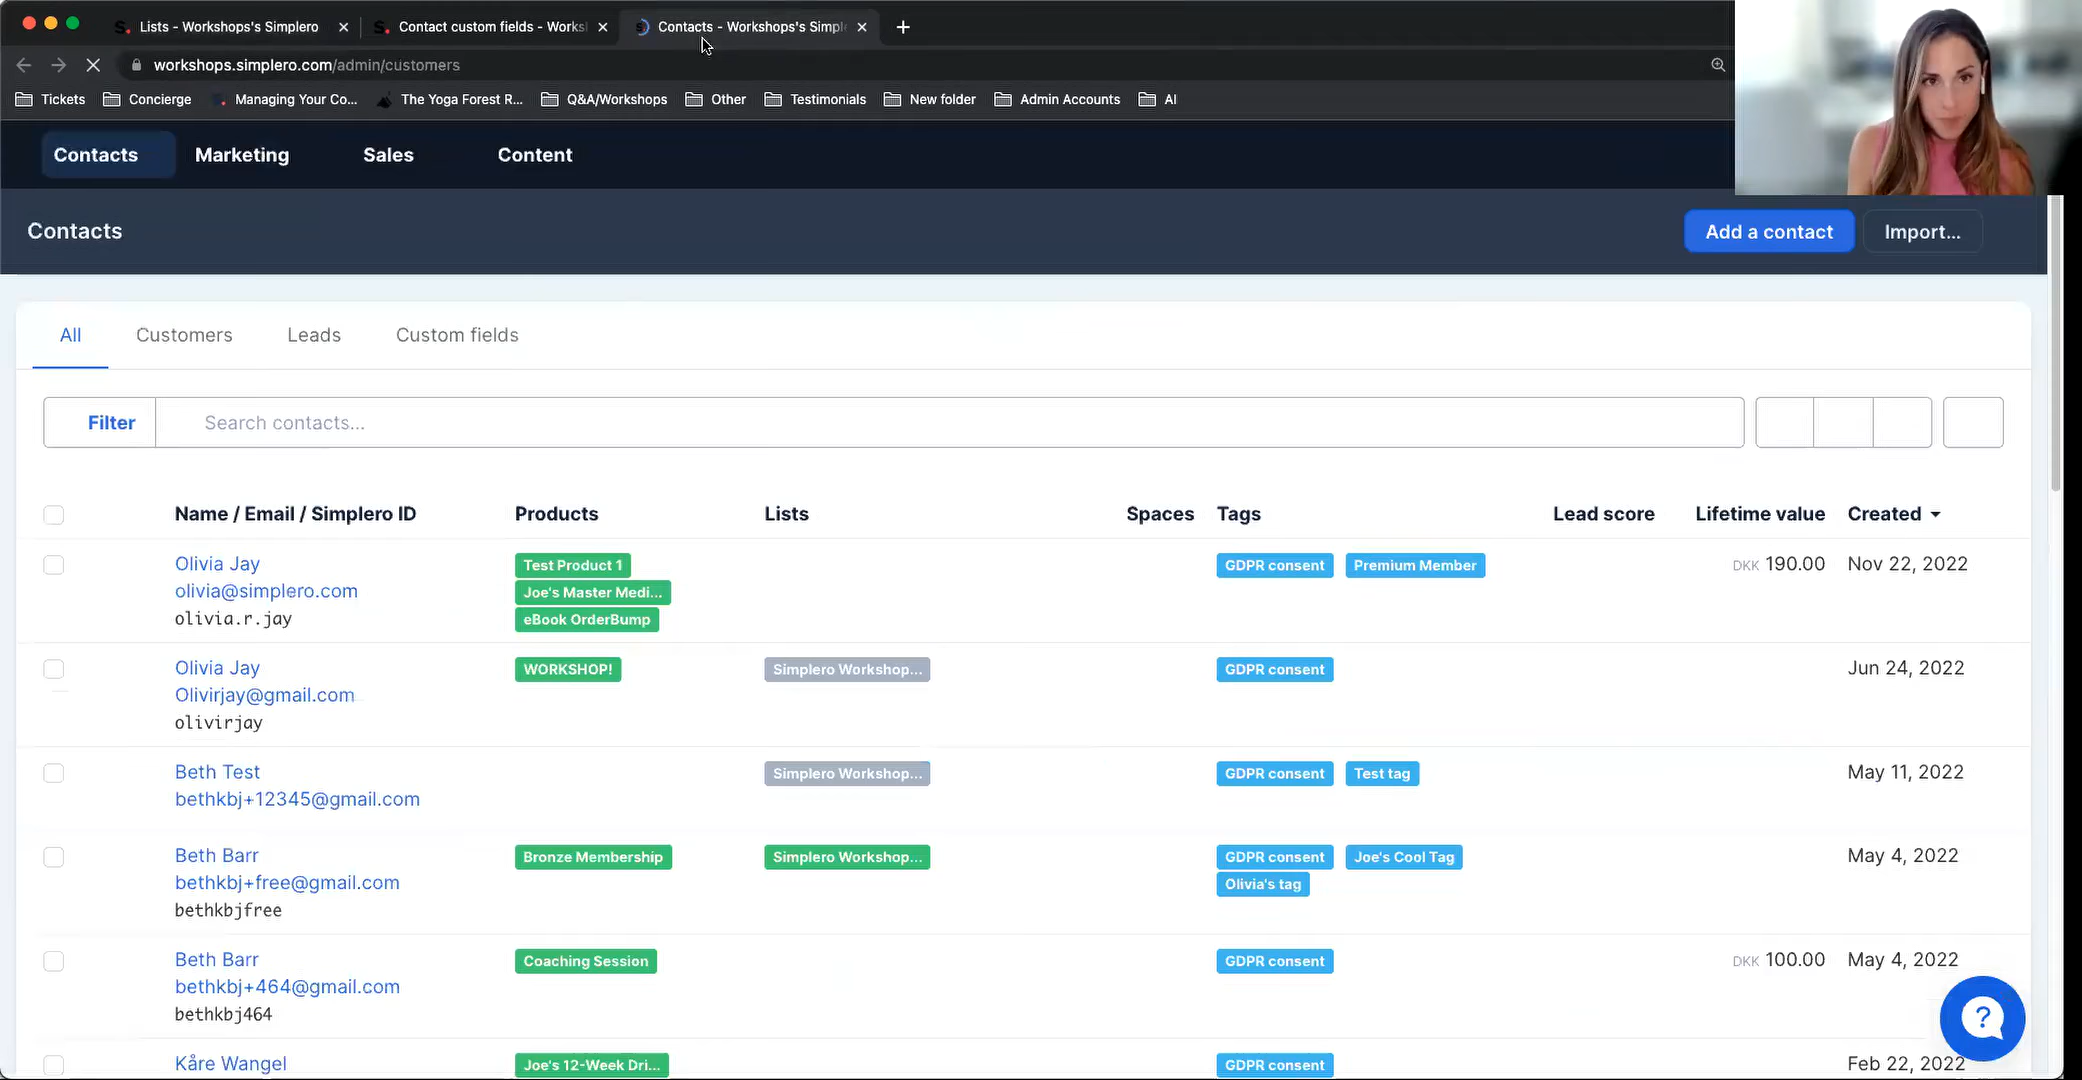 Lists - Workshops's Simplero
Contact custom fields - Works
Contacts - Workshops's Simpl
workshops.simplero.com/admin/customers
Tickets
Concierge
Managing Your Co...
The Yoga Forest R...
Q&A/Workshops
Other
Testimonials
New folder
Admin Accounts
AI
Contacts
Marketing
Sales
Content
Contacts
Add a contact
Import...
All
Customers
Leads
Custom fields
Filter
Search contacts...
Name / Email / Simplero ID
Products
Lists
Spaces
Tags
Lead score
Lifetime value
Created
Olivia Jay
olivia@simplero.com
olivia.r.jay
Test Product 1
Joe's Master Medi...
eBook OrderBump
GDPR consent
Premium Member
DKK 190.00
Nov 22, 2022
Olivia Jay
Olivirjay@gmail.com
olivirjay
WORKSHOP!
Simplero Workshop...
GDPR consent
Jun 24, 2022
Beth Test
bethkbj+12345@gmail.com
Simplero Workshop...
GDPR consent
Test tag
May 11, 2022
Beth Barr
bethkbj+free@gmail.com
bethkbjfree
Bronze Membership
Simplero Workshop...
GDPR consent
Joe's Cool Tag
Olivia's tag
May 4, 2022
Beth Barr
bethkbj+464@gmail.com
bethkbj464
Coaching Session
GDPR consent
DKK 100.00
May 4, 2022
Kåre Wangel
Joe's 12-Week Dri...
GDPR consent
Feb 22, 2022